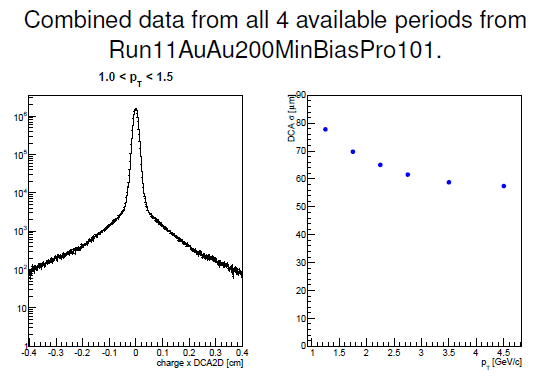 Combined data from all 4 available periods from
Run11AuAu200MinBiasPro101.
1.0 < p_T < 1.5
10^6
10^5
10^4
10^3
10^2
10
1
-0.4 -0.3 -0.2 -0.1 0 0.1 0.2 0.3 0.4
charge x DCA2D [cm]
DCA σ [μm]
90
80
70
60
50
40
30
20
10
0
1 1.5 2 2.5 3 3.5 4 4.5
p_T [GeV/c]